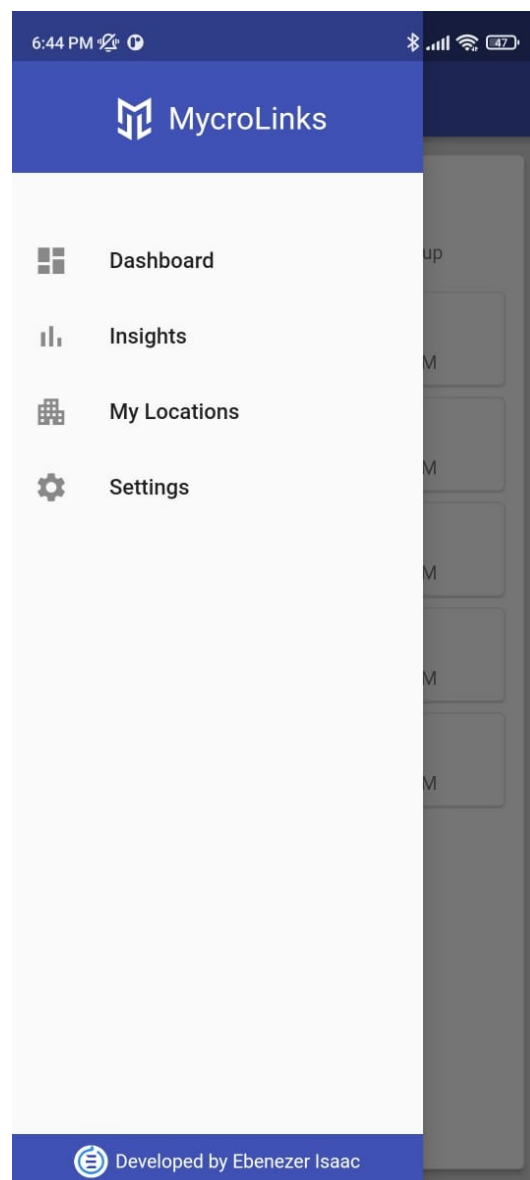 6:44 PM 47
MycroLinks
Dashboard
up
Insights
M
My Locations
M
Settings
M
M
M
Developed by Ebenezer Isaac